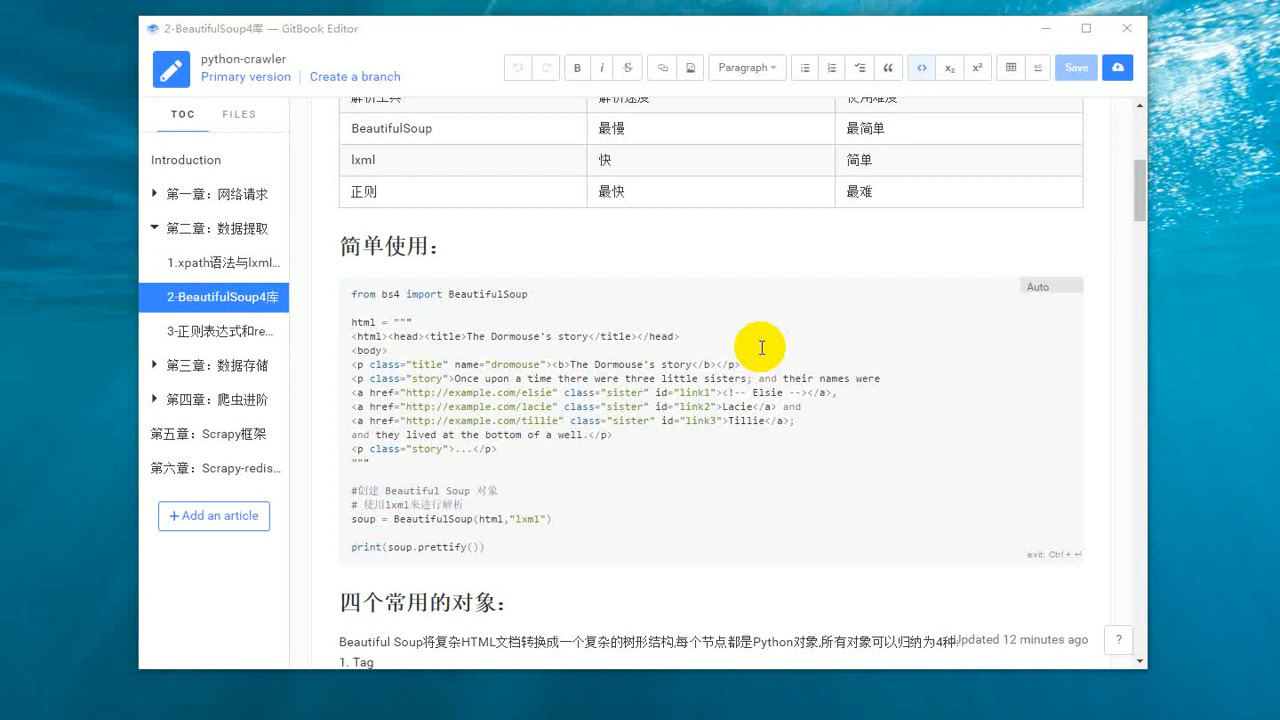 2-BeautifulSoup4库 — GitBook Editor
python-crawler
Primary version | Create a branch
B i S Paragraph x₂ x² Save
TOC FILES
Introduction
第一章：网络请求
第二章：数据提取
1.xpath语法与lxml...
2-BeautifulSoup4库
3-正则表达式和re...
第三章：数据存储
第四章：爬虫进阶
第五章：Scrapy框架
第六章：Scrapy-redis...
+ Add an article
解析工具 解析速度 使用难度
BeautifulSoup 最慢 最简单
lxml 快 简单
正则 最快 最难
简单使用：
Auto
from bs4 import BeautifulSoup
html = """
<html><head><title>The Dormouse's story</title></head>
<body>
<p class="title" name="dromouse"><b>The Dormouse's story</b></p>
<p class="story">Once upon a time there were three little sisters; and their names were
<a href="http://example.com/elsie" class="sister" id="link1"><!-- Elsie --></a>,
<a href="http://example.com/lacie" class="sister" id="link2">Lacie</a> and
<a href="http://example.com/tillie" class="sister" id="link3">Tillie</a>;
and they lived at the bottom of a well.</p>
<p class="story">...</p>
"""
#创建 Beautiful Soup 对象
# 使用lxml来进行解析
soup = BeautifulSoup(html,"lxml")
print(soup.prettify())
exit: Ctrl + ↵
四个常用的对象：
Beautiful Soup将复杂HTML文档转换成一个复杂的树形结构,每个节点都是Python对象,所有对象可以归纳为4种:
Updated 12 minutes ago
?
1. Tag